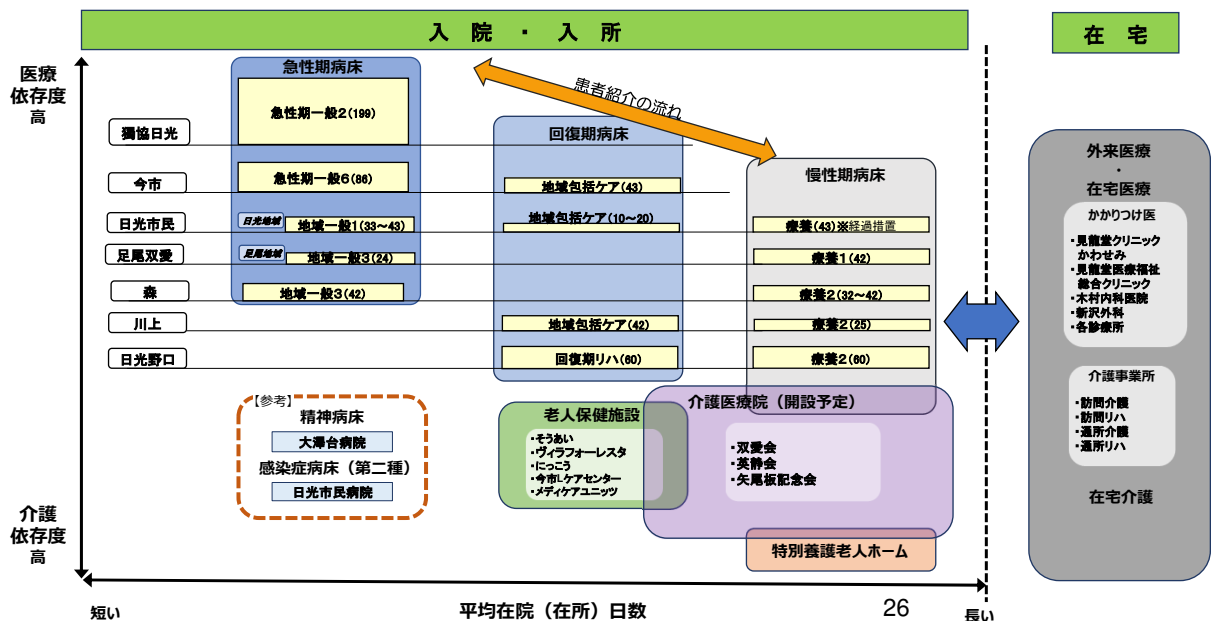 入 院 ・ 入 所
在 宅
医療
依存度
高
急性期病床
急性期一般2(199)
患者紹介の流れ
獨協日光
回復期病床
慢性期病床
今市
急性期一般6(86)
地域包括ケア(43)
日光市民
日光地域
地域一般1(33～43)
地域包括ケア(10～20)
療養(43)※経過措置
足尾双愛
足尾地域
地域一般3(24)
療養1(42)
森
地域一般3(42)
療養2(32～42)
川上
地域包括ケア(42)
療養2(25)
日光野口
回復期リハ(60)
療養2(60)
外来医療
・
在宅医療
かかりつけ医
・見龍堂クリニック
かわせみ
・見龍堂医療福祉
総合クリニック
・木村内科医院
・新沢外科
・各診療所
介護事業所
・訪問介護
・訪問リハ
・通所介護
・通所リハ
在宅介護
【参考】
精神病床
大澤台病院
感染症病床（第二種）
日光市民病院
老人保健施設
・そうあい
・ヴィラフォーレスタ
・にっこう
・今市Lケアセンター
・メディケアユニッツ
介護医療院（開設予定）
・双愛会
・英静会
・矢尾板記念会
特別養護老人ホーム
介護
依存度
高
短い
平均在院（在所）日数
26
長い